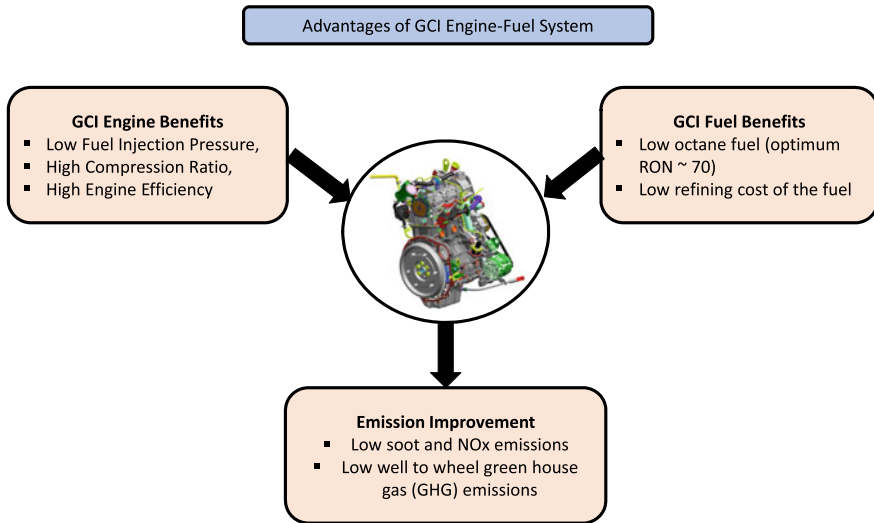 Advantages of GCI Engine-Fuel System
GCI Engine Benefits
▪ Low Fuel Injection Pressure,
▪ High Compression Ratio,
▪ High Engine Efficiency
GCI Fuel Benefits
▪ Low octane fuel (optimum
RON ~ 70)
▪ Low refining cost of the fuel
Emission Improvement
▪ Low soot and NOx emissions
▪ Low well to wheel green house
gas (GHG) emissions